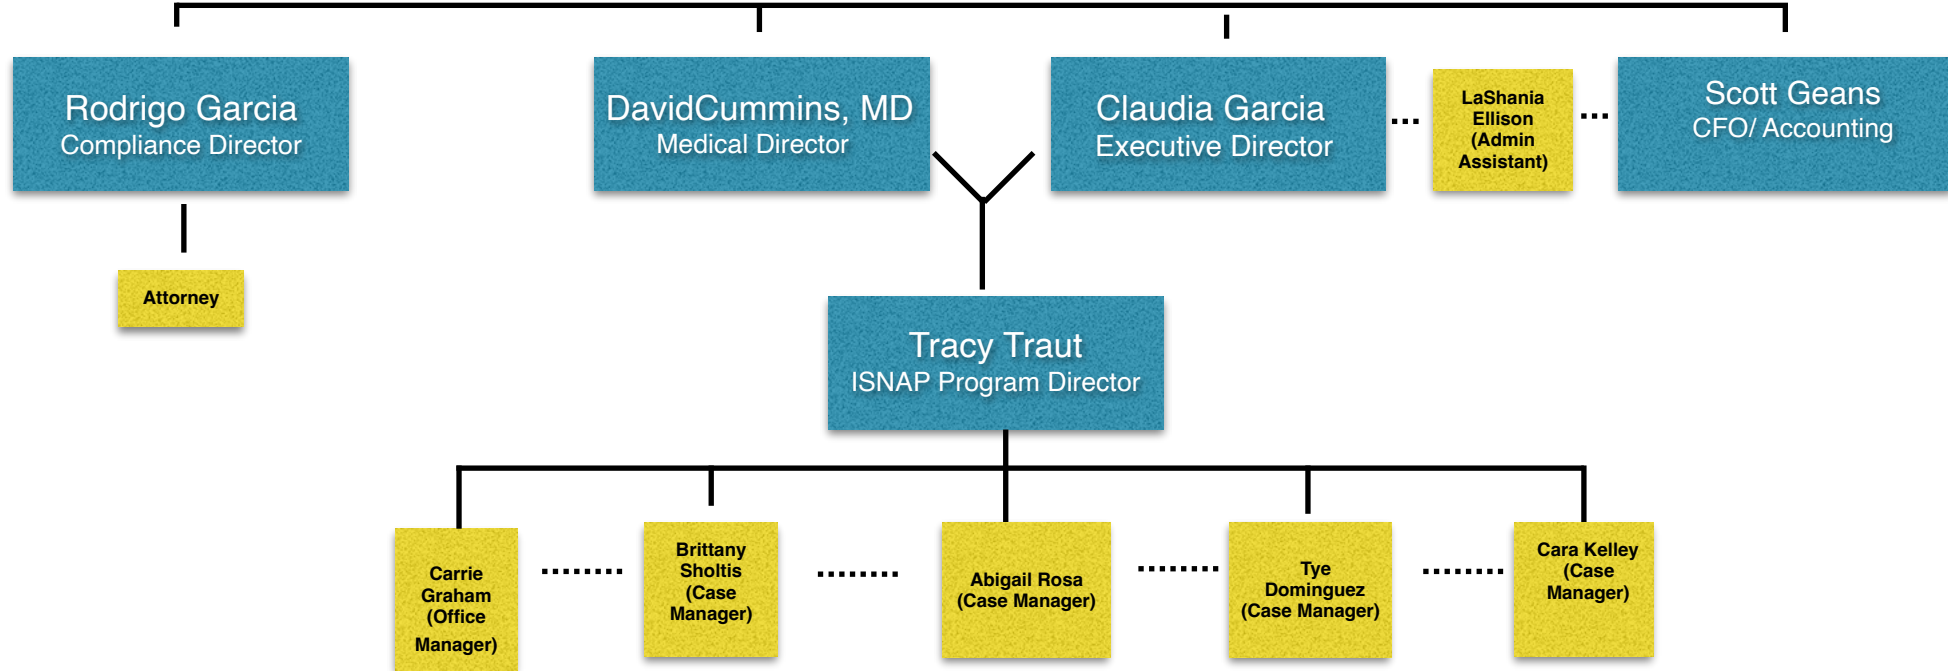 Rodrigo Garcia
Compliance Director
DavidCummins, MD
Medical Director
Claudia Garcia
Executive Director
LaShania
Ellison
(Admin
Assistant)
Scott Geans
CFO/ Accounting
Attorney
Tracy Traut
ISNAP Program Director
Carrie
Graham
(Office
Manager)
Brittany
Sholtis
(Case
Manager)
Abigail Rosa
(Case Manager)
Tye
Dominguez
(Case Manager)
Cara Kelley
(Case
Manager)